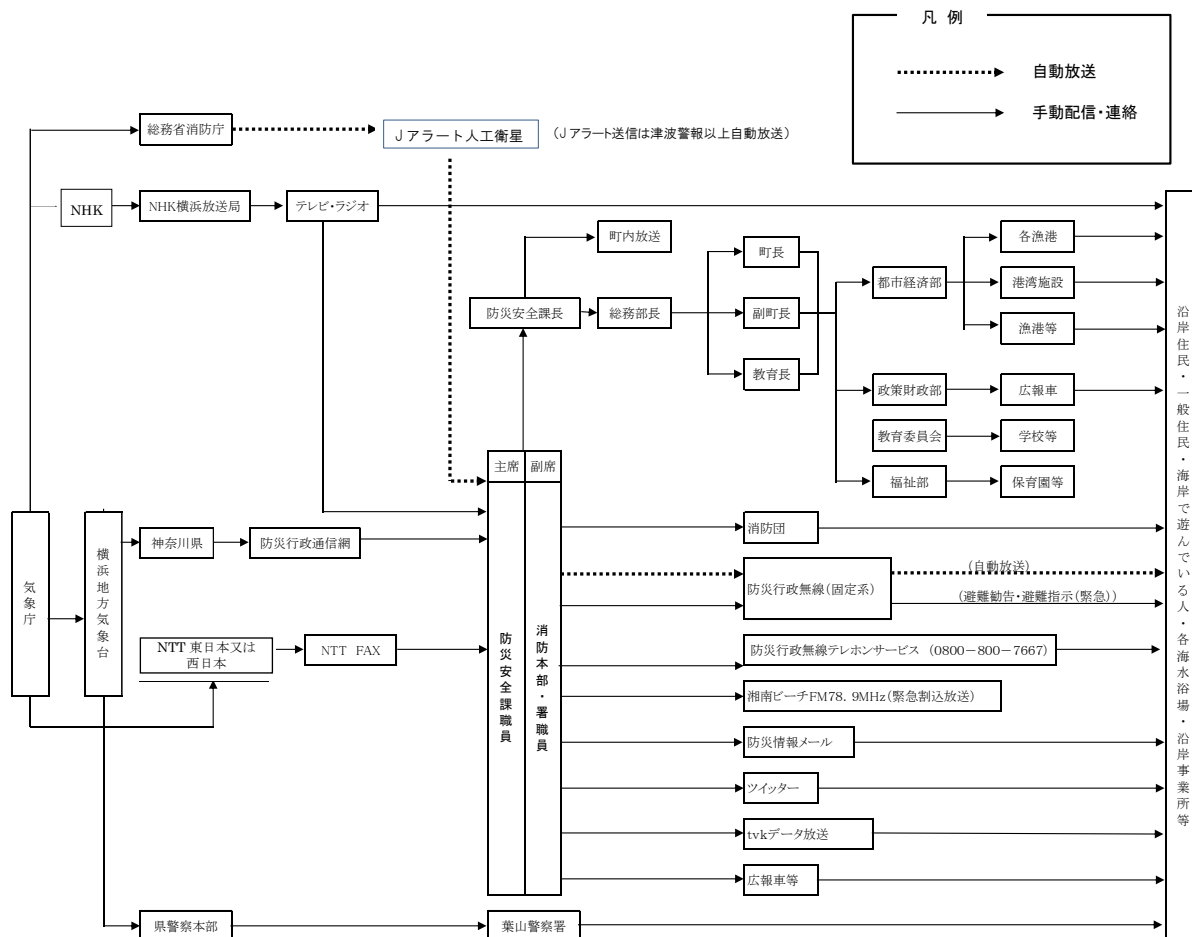 凡 例
自動放送
手動配信・連絡
総務省消防庁
Jアラート人工衛星
（Jアラート送信は津波警報以上自動放送）
NHK
NHK横浜放送局
テレビ・ラジオ
町内放送
町長
各漁港
都市経済部
港湾施設
防災安全課長
総務部長
副町長
漁港等
教育長
政策財政部
広報車
教育委員会
学校等
主席
副席
福祉部
保育園等
消防団
神奈川県
防災行政通信網
防災行政無線（固定系）
（自動放送）
（避難勧告・避難指示（緊急））
気象庁
横浜地方気象台
NTT 東日本又は
西日本
NTT FAX
防災安全課職員
消防本部・署職員
防災行政無線テレホンサービス （0800－800－7667）
湘南ビーチFM78．9MHz（緊急割込放送）
防災情報メール
ツイッター
tvkデータ放送
広報車等
県警察本部
葉山警察署
沿岸住民・一般住民・海岸で遊んでいる人・各海水浴場・沿岸事業所等